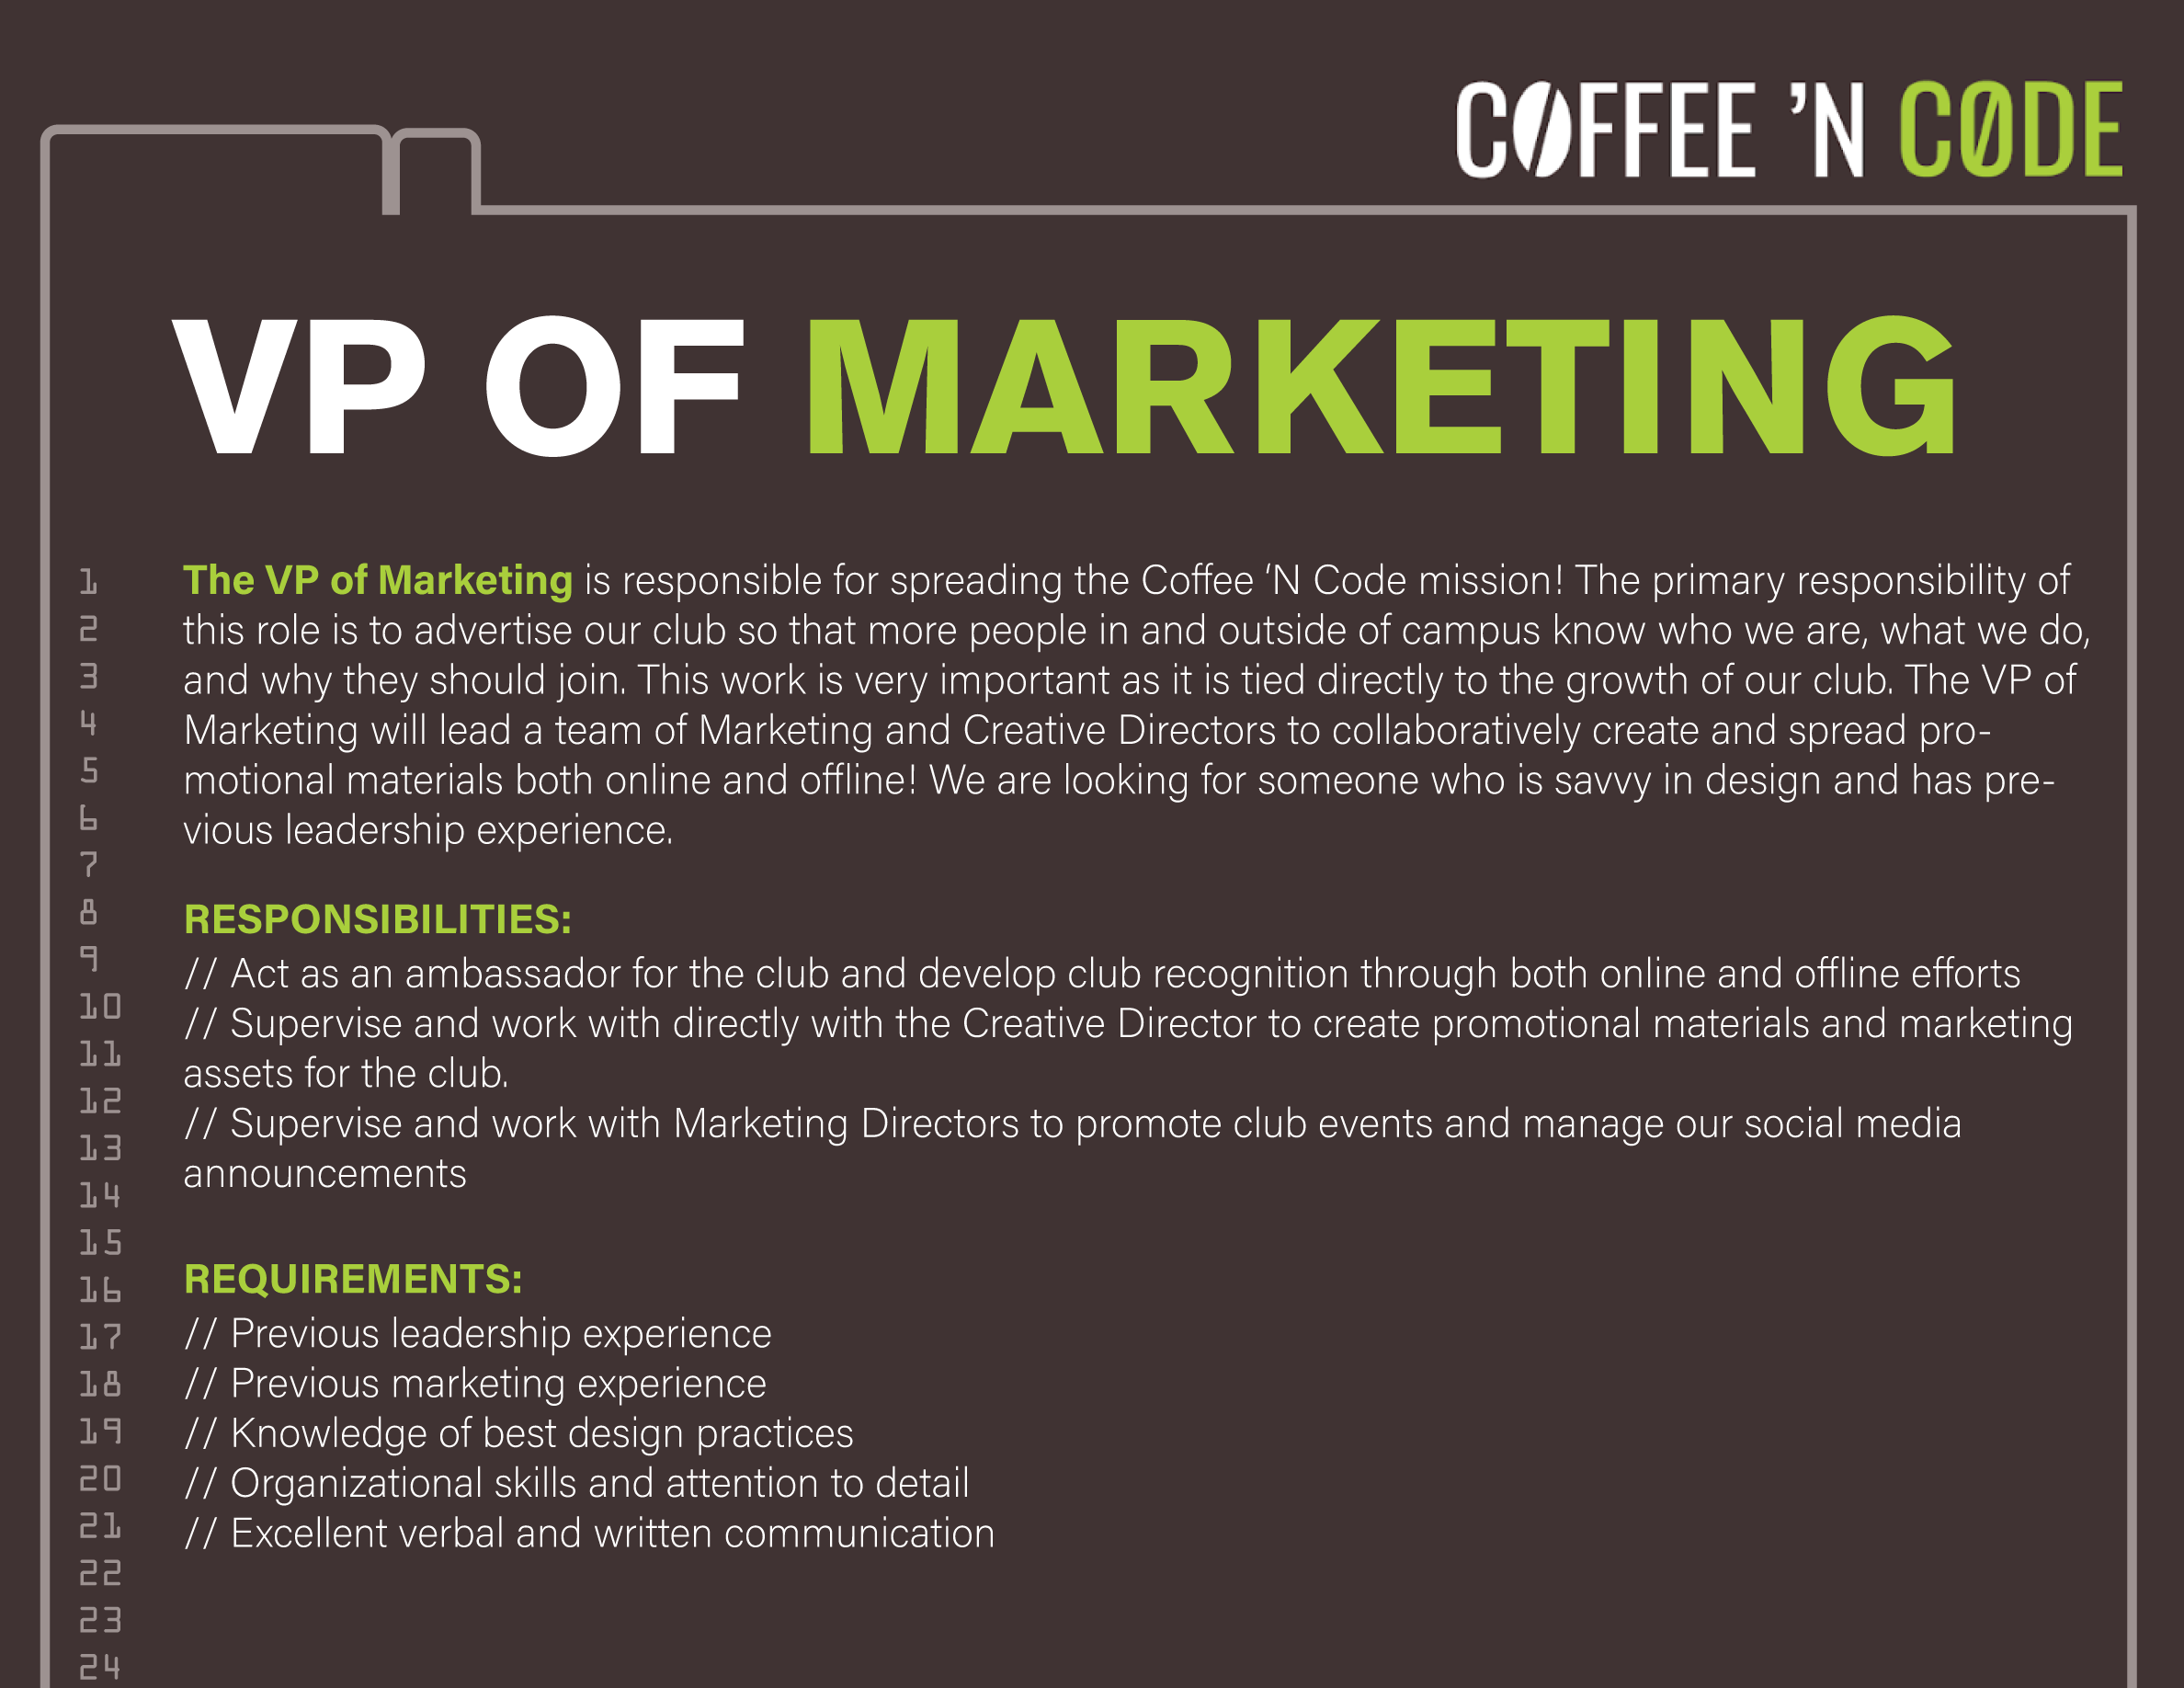 COFFEE 'N CODE
VP OF MARKETING
1
2
3
4
5
6
7
8
9
10
11
12
13
14
15
16
17
18
19
20
21
22
23
24
The VP of Marketing is responsible for spreading the Coffee ‘N Code mission! The primary responsibility of
this role is to advertise our club so that more people in and outside of campus know who we are, what we do,
and why they should join. This work is very important as it is tied directly to the growth of our club. The VP of
Marketing will lead a team of Marketing and Creative Directors to collaboratively create and spread pro-
motional materials both online and offline! We are looking for someone who is savvy in design and has pre-
vious leadership experience.
RESPONSIBILITIES:
// Act as an ambassador for the club and develop club recognition through both online and offline efforts
// Supervise and work with directly with the Creative Director to create promotional materials and marketing
assets for the club.
// Supervise and work with Marketing Directors to promote club events and manage our social media
announcements
REQUIREMENTS:
// Previous leadership experience
// Previous marketing experience
// Knowledge of best design practices
// Organizational skills and attention to detail
// Excellent verbal and written communication